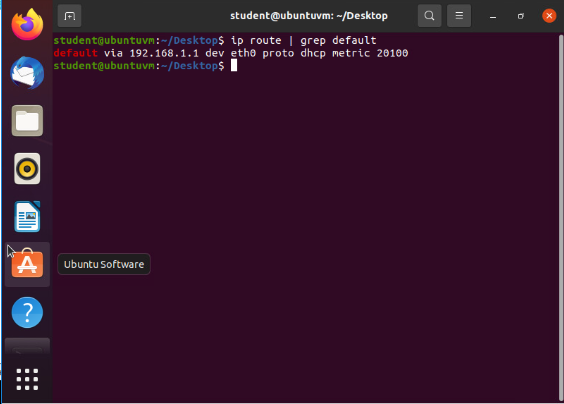 student@ubuntuvm: ~/Desktop
student@ubuntuvm:~/Desktop$ ip route | grep default
default via 192.168.1.1 dev eth0 proto dhcp metric 20100
student@ubuntuvm:~/Desktop$
Ubuntu Software